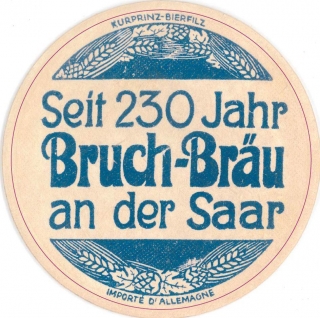 KURPRINZ-BIERFILZ
Seit 230 Jahr
Bruch-Bräu
an der Saar
IMPORTÉ D'ALLEMAGNE